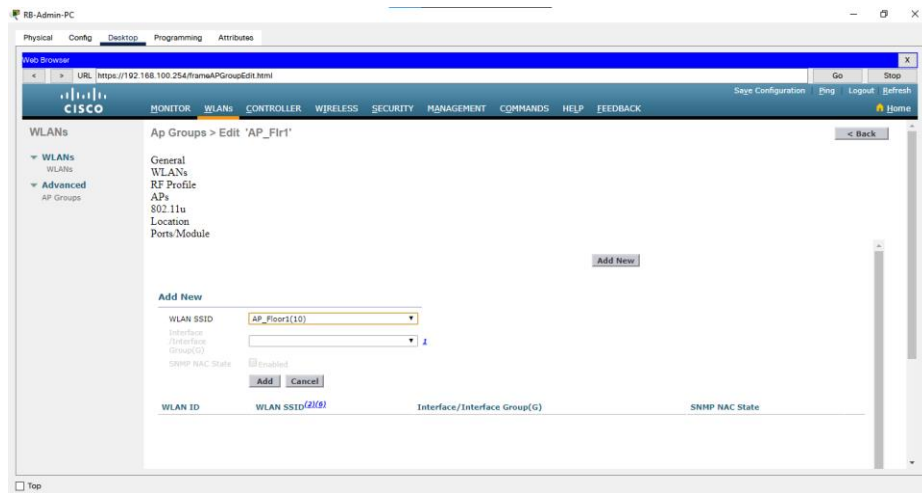 RB-Admin-PC
Physical Config Desktop Programming Attributes
Web Browser X
< > URL https://192.168.100.254/frameAPGroupEdit.html Go Stop
Save Configuration Ping Logout Refresh
CISCO MONITOR WLANs CONTROLLER WIRELESS SECURITY MANAGEMENT COMMANDS HELP FEEDBACK Home
WLANs Ap Groups > Edit 'AP_Flr1' < Back
WLANs
WLANs
Advanced
AP Groups
General
WLANs
RF Profile
APs
802.11u
Location
Ports/Module
Add New
Add New
WLAN SSID AP_Floor1(10)
Interface
/Interface
Group(G) 1
SNMP NAC State Enabled
Add Cancel
WLAN ID WLAN SSID(2)(6) Interface/Interface Group(G) SNMP NAC State
Top